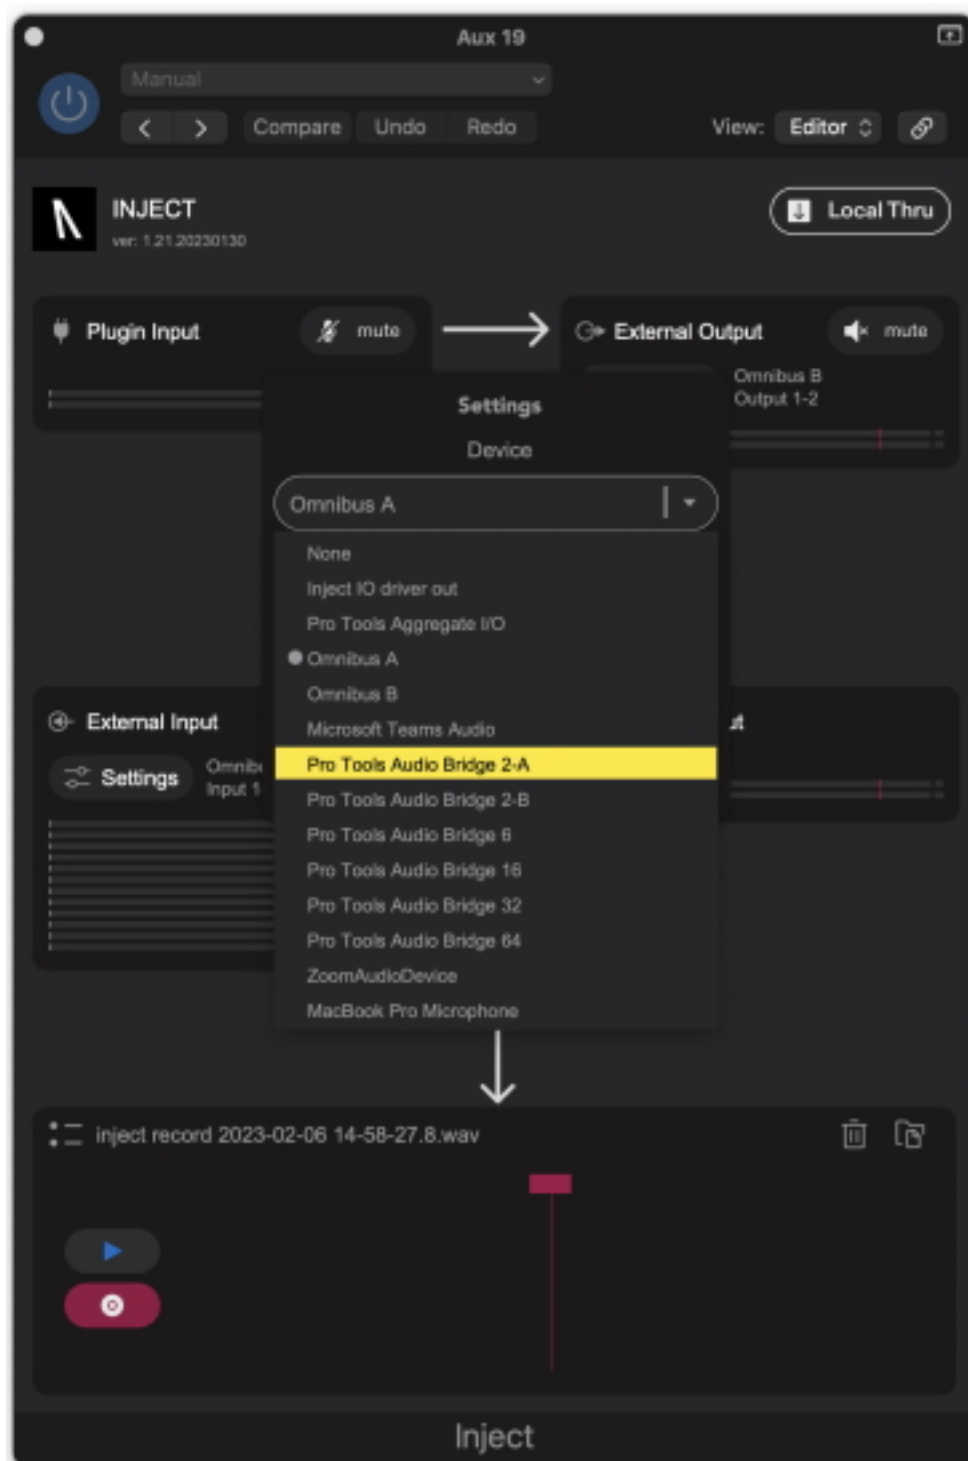 Aux 19
Manual
Compare Undo Redo View: Editor
INJECT
ver: 1.21.20230130
Local Thru
Plugin Input mute
External Output mute
Omnibus B
Output 1-2
Settings
Device
Omnibus A
None
Inject IO driver out
Pro Tools Aggregate I/O
Omnibus A
Omnibus B
Microsoft Teams Audio
Pro Tools Audio Bridge 2-A
Pro Tools Audio Bridge 2-B
Pro Tools Audio Bridge 6
Pro Tools Audio Bridge 16
Pro Tools Audio Bridge 32
Pro Tools Audio Bridge 64
ZoomAudioDevice
MacBook Pro Microphone
External Input
Settings
Input
inject record 2023-02-06 14-58-27.8.wav
Inject